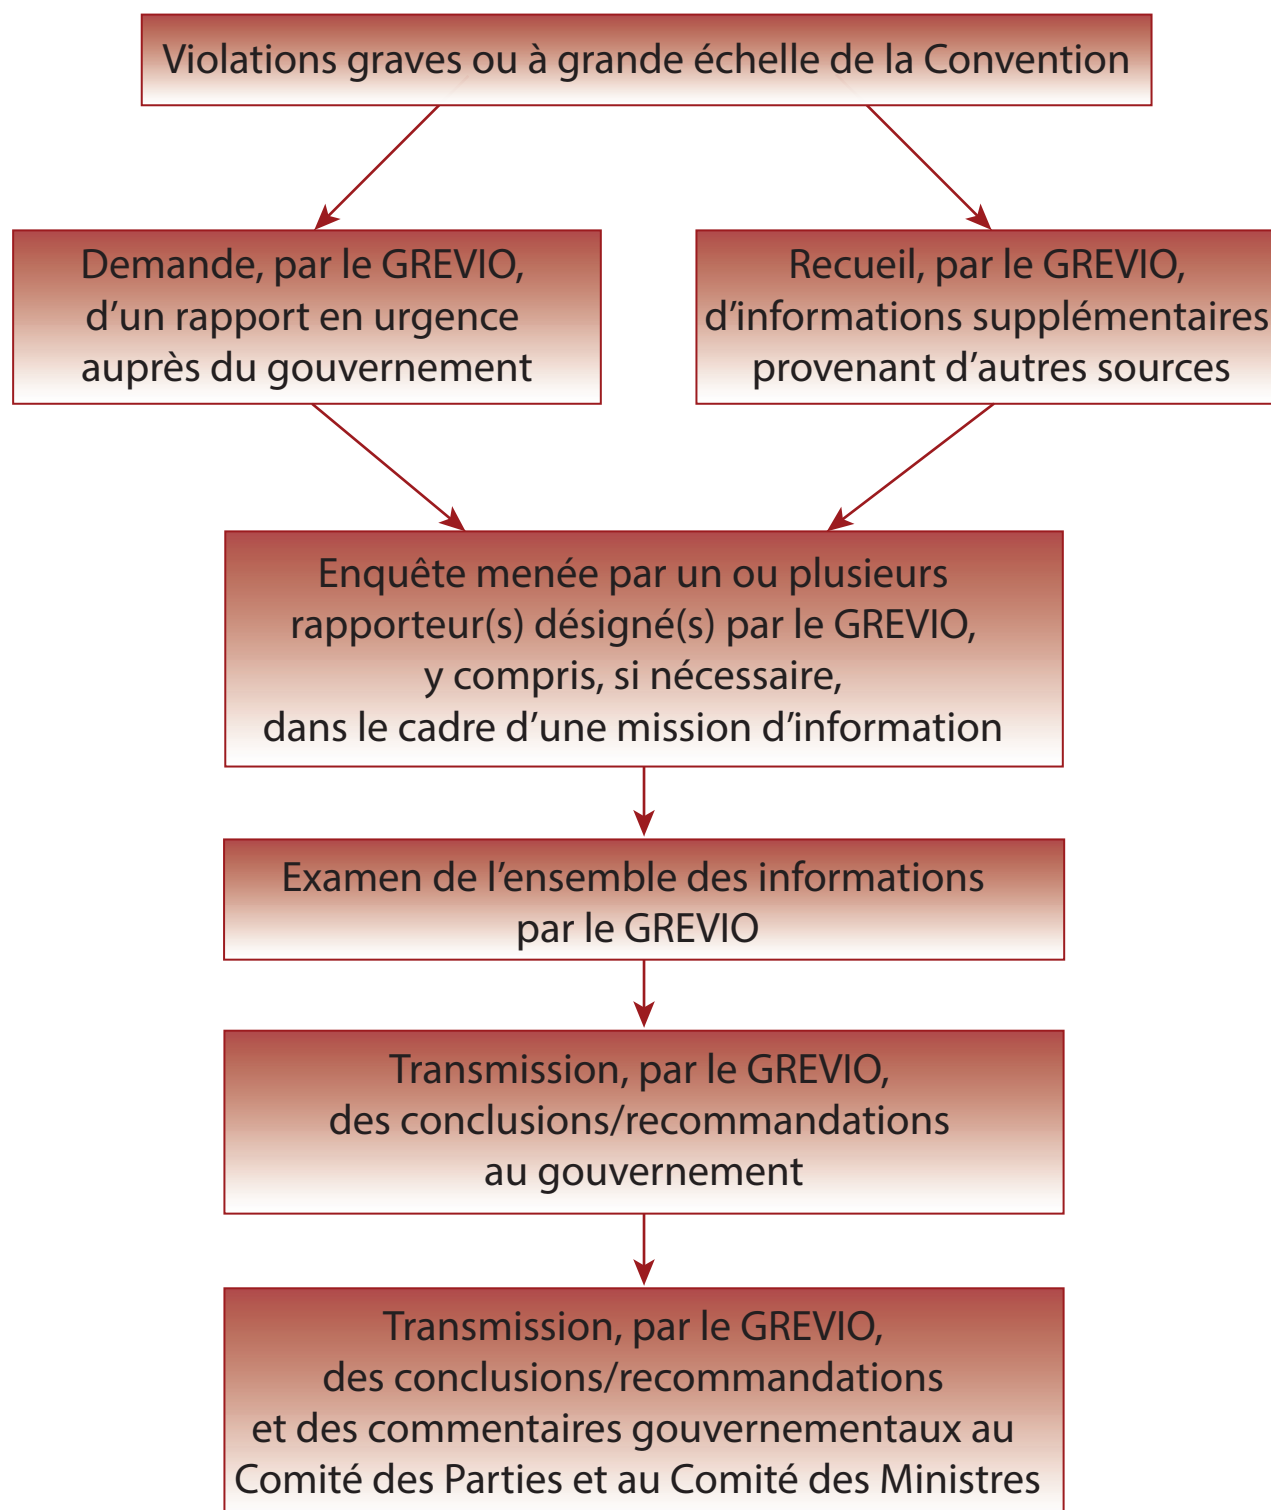 Violations graves ou à grande échelle de la Convention
Demande, par le GREVIO,
d’un rapport en urgence
auprès du gouvernement
Recueil, par le GREVIO,
d’informations supplémentaires
provenant d’autres sources
Enquête menée par un ou plusieurs
rapporteur(s) désigné(s) par le GREVIO,
y compris, si nécessaire,
dans le cadre d’une mission d’information
Examen de l’ensemble des informations
par le GREVIO
Transmission, par le GREVIO,
des conclusions/recommandations
au gouvernement
Transmission, par le GREVIO,
des conclusions/recommandations
et des commentaires gouvernementaux au
Comité des Parties et au Comité des Ministres